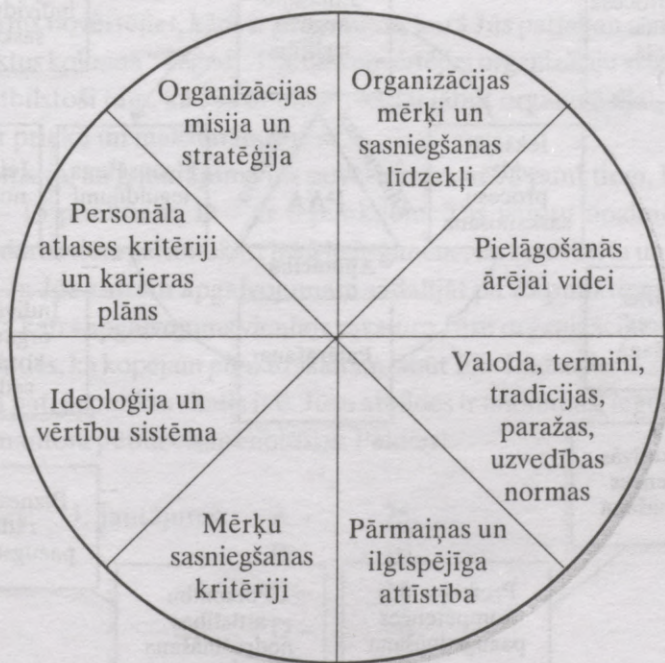 Organizācijas
misija un
stratēģija
Organizācijas
mērķi un
sasniegšanas
līdzekļi
Pielāgošanās
ārējai videi
Valoda, termini,
tradīcijas,
paražas,
uzvedības
normas
Pārmaiņas un
ilgtspējīga
attīstība
Mērķu
sasniegšanas
kritēriji
Ideoloģija un
vērtību sistēma
Personāla
atlases kritēriji
un karjeras
plāns